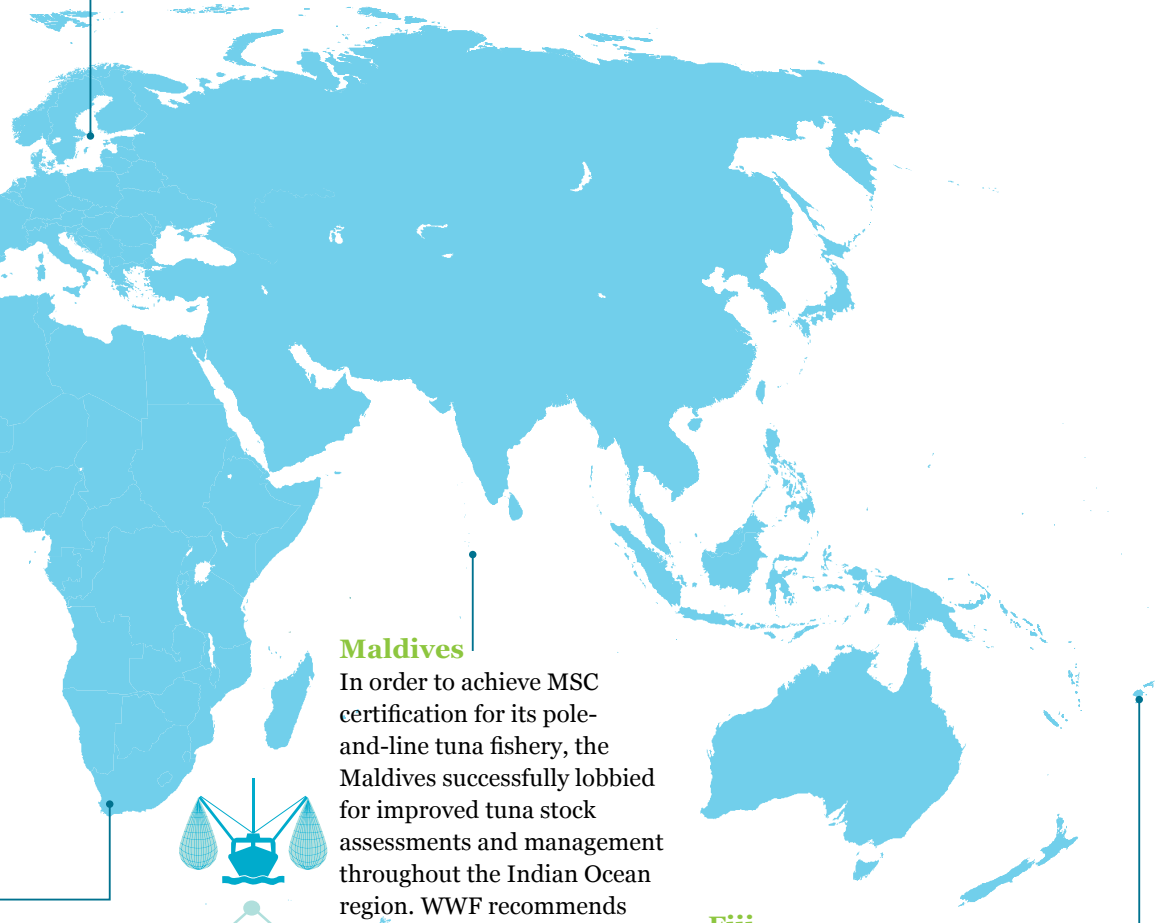 Maldives
In order to achieve MSC
certification for its pole-
and-line tuna fishery, the
Maldives successfully lobbied
for improved tuna stock
assessments and management
throughout the Indian Ocean
region. WWF recommends
Fiji